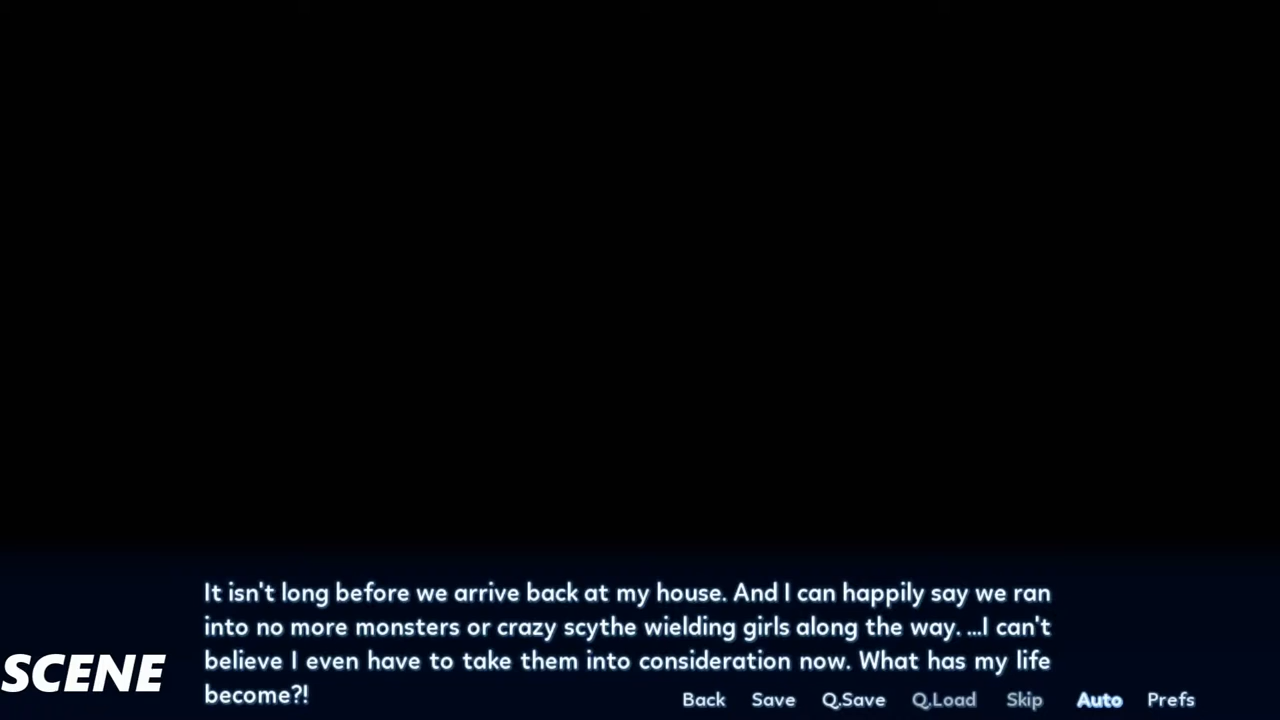 It isn't long before we arrive back at my house. And I can happily say we ran
into no more monsters or crazy scythe wielding girls along the way. ...I can't
believe I even have to take them into consideration now. What has my life
become?!
SCENE
Back Save Q.Save Q.Load Skip Auto Prefs